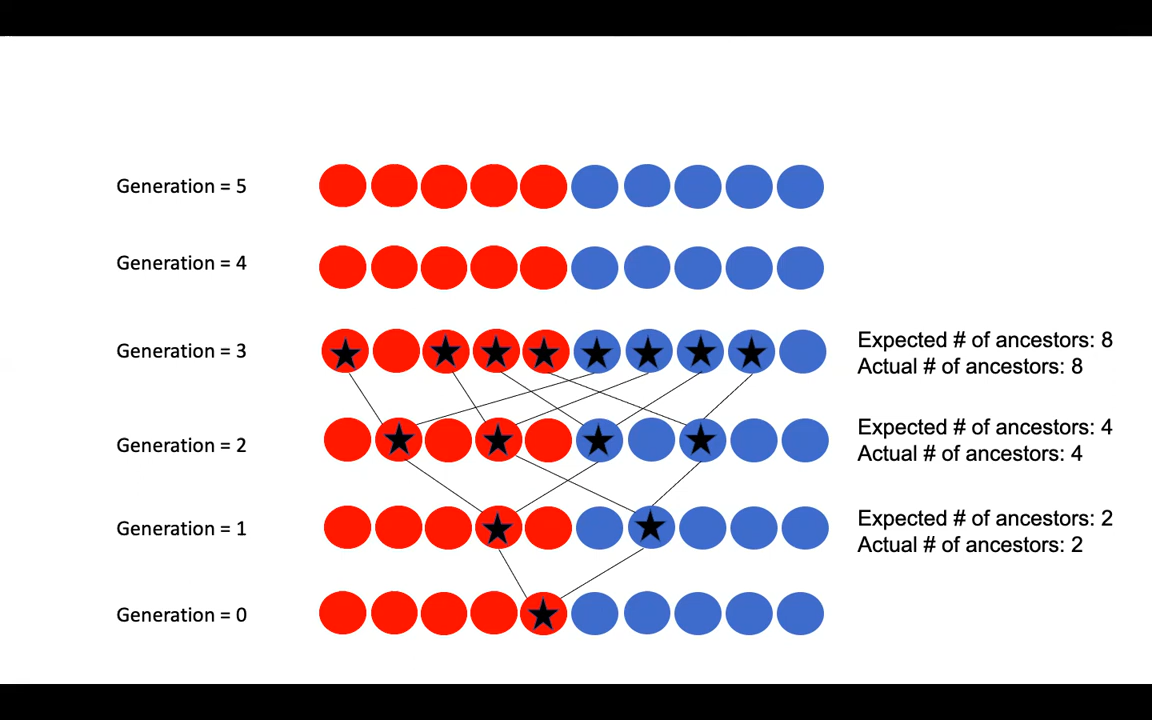 Generation = 5
Generation = 4
Generation = 3
Expected # of ancestors: 8
Actual # of ancestors: 8
Generation = 2
Expected # of ancestors: 4
Actual # of ancestors: 4
Generation = 1
Expected # of ancestors: 2
Actual # of ancestors: 2
Generation = 0